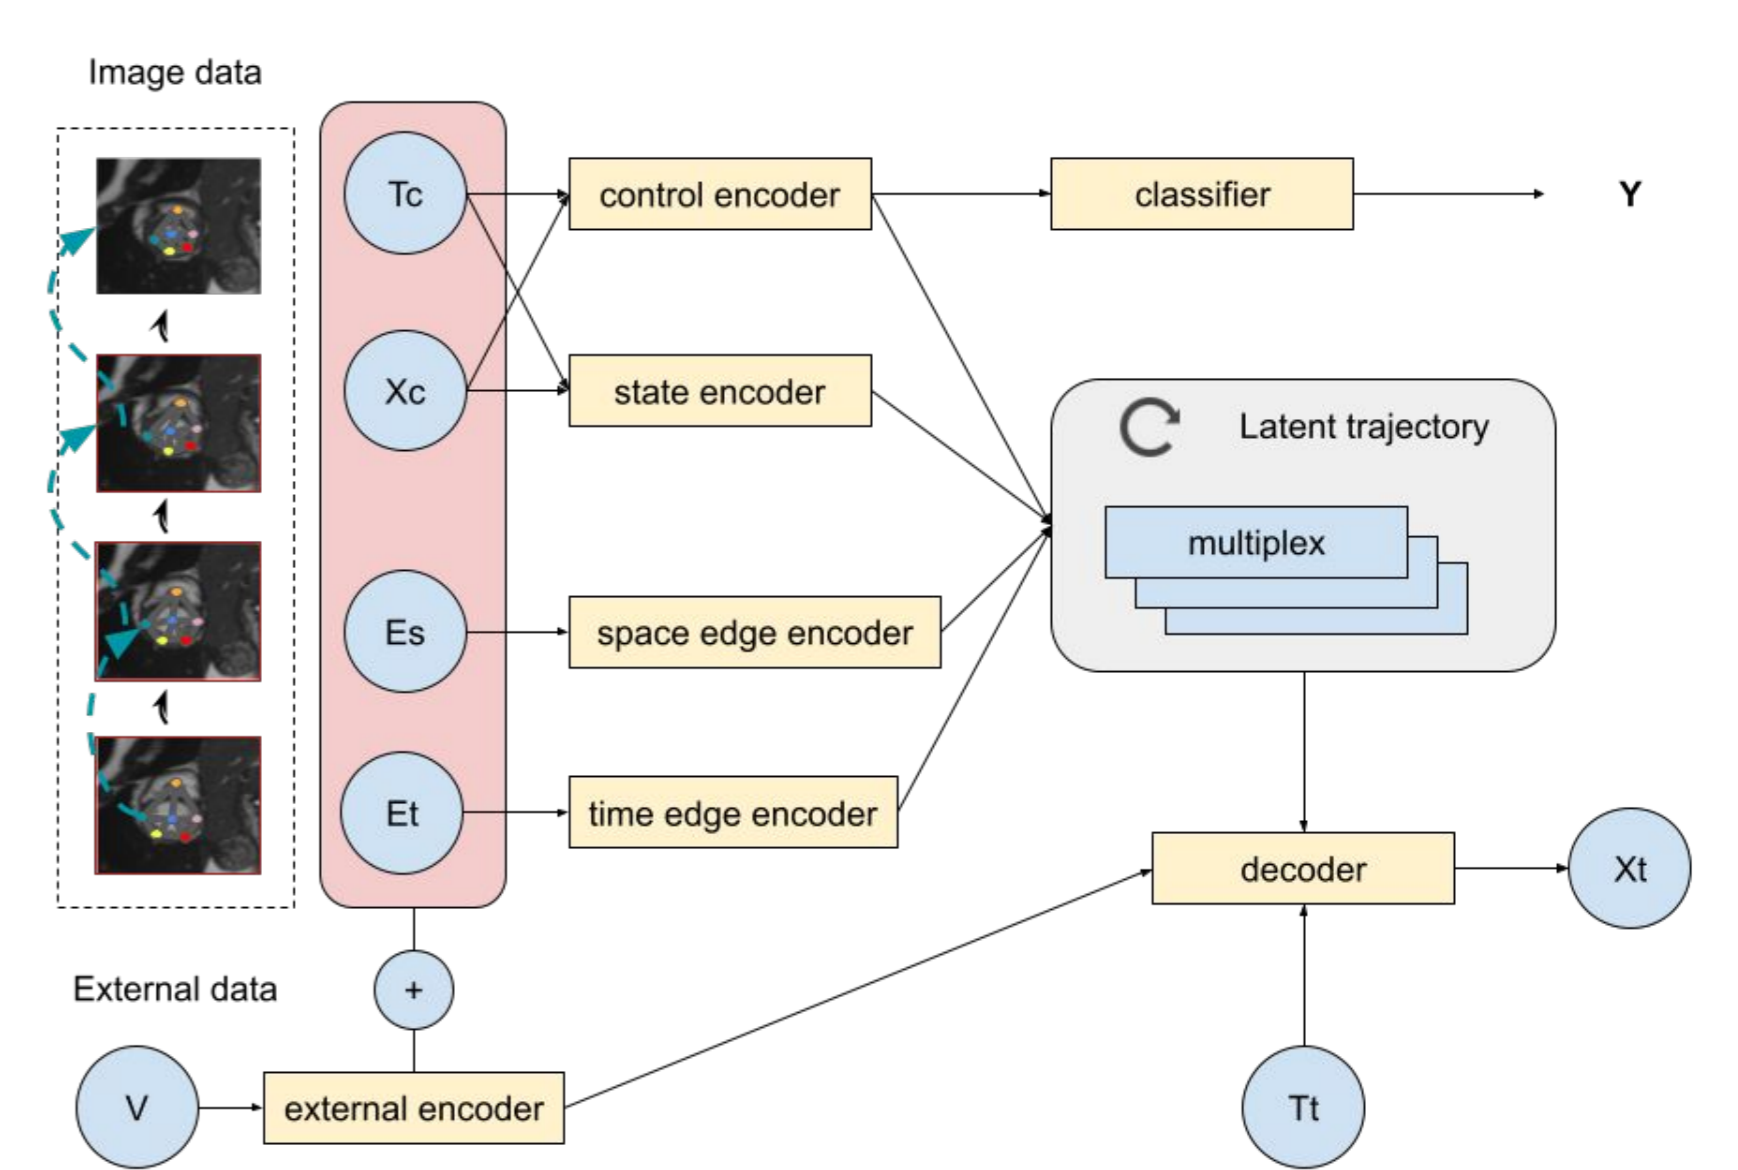 Image data
Tc
control encoder
classifier
Y
Xc
state encoder
Latent trajectory
multiplex
Es
space edge encoder
Et
time edge encoder
decoder
Xt
External data
+
V
external encoder
Tt